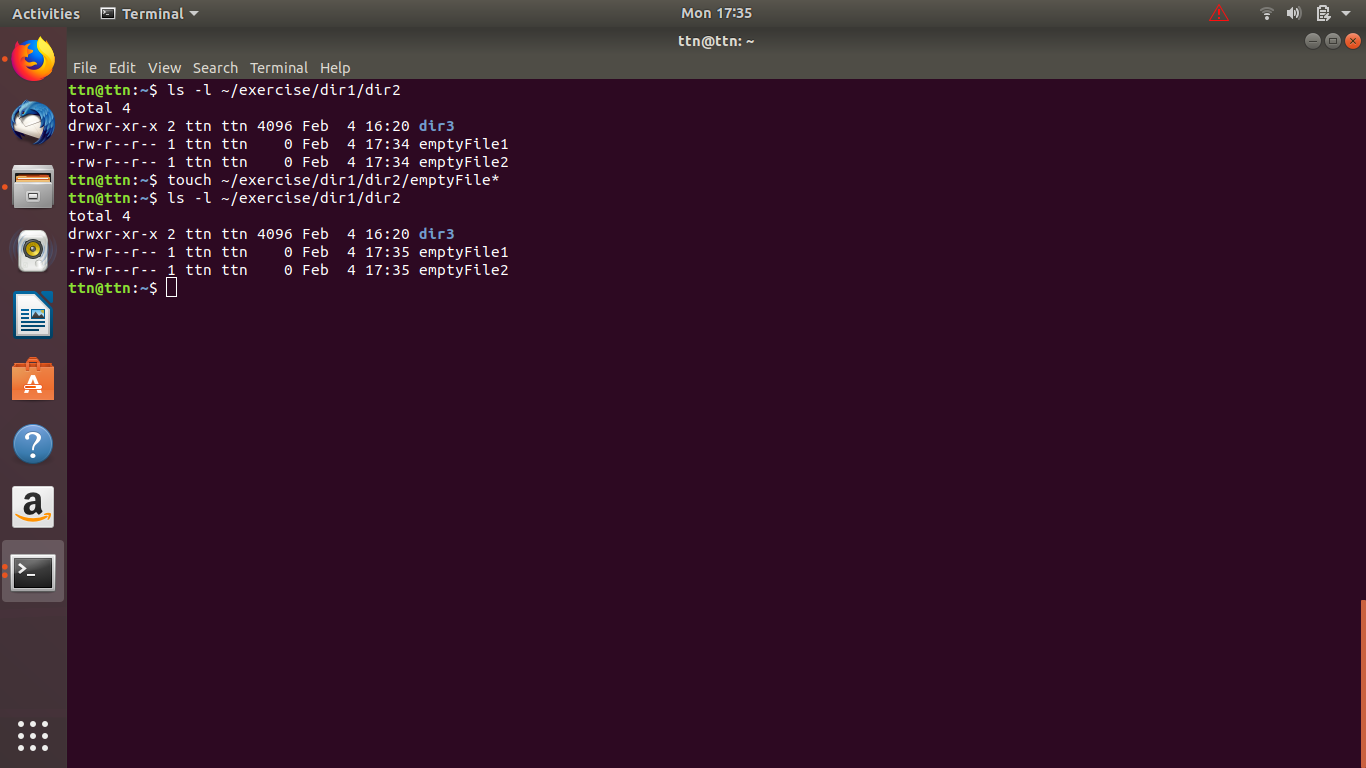 Activities Terminal Mon 17:35
ttn@ttn: ~
File Edit View Search Terminal Help
ttn@ttn:~$ ls -l ~/exercise/dir1/dir2
total 4
drwxr-xr-x 2 ttn ttn 4096 Feb  4 16:20 dir3
-rw-r--r-- 1 ttn ttn    0 Feb  4 17:34 emptyFile1
-rw-r--r-- 1 ttn ttn    0 Feb  4 17:34 emptyFile2
ttn@ttn:~$ touch ~/exercise/dir1/dir2/emptyFile*
ttn@ttn:~$ ls -l ~/exercise/dir1/dir2
total 4
drwxr-xr-x 2 ttn ttn 4096 Feb  4 16:20 dir3
-rw-r--r-- 1 ttn ttn    0 Feb  4 17:35 emptyFile1
-rw-r--r-- 1 ttn ttn    0 Feb  4 17:35 emptyFile2
ttn@ttn:~$